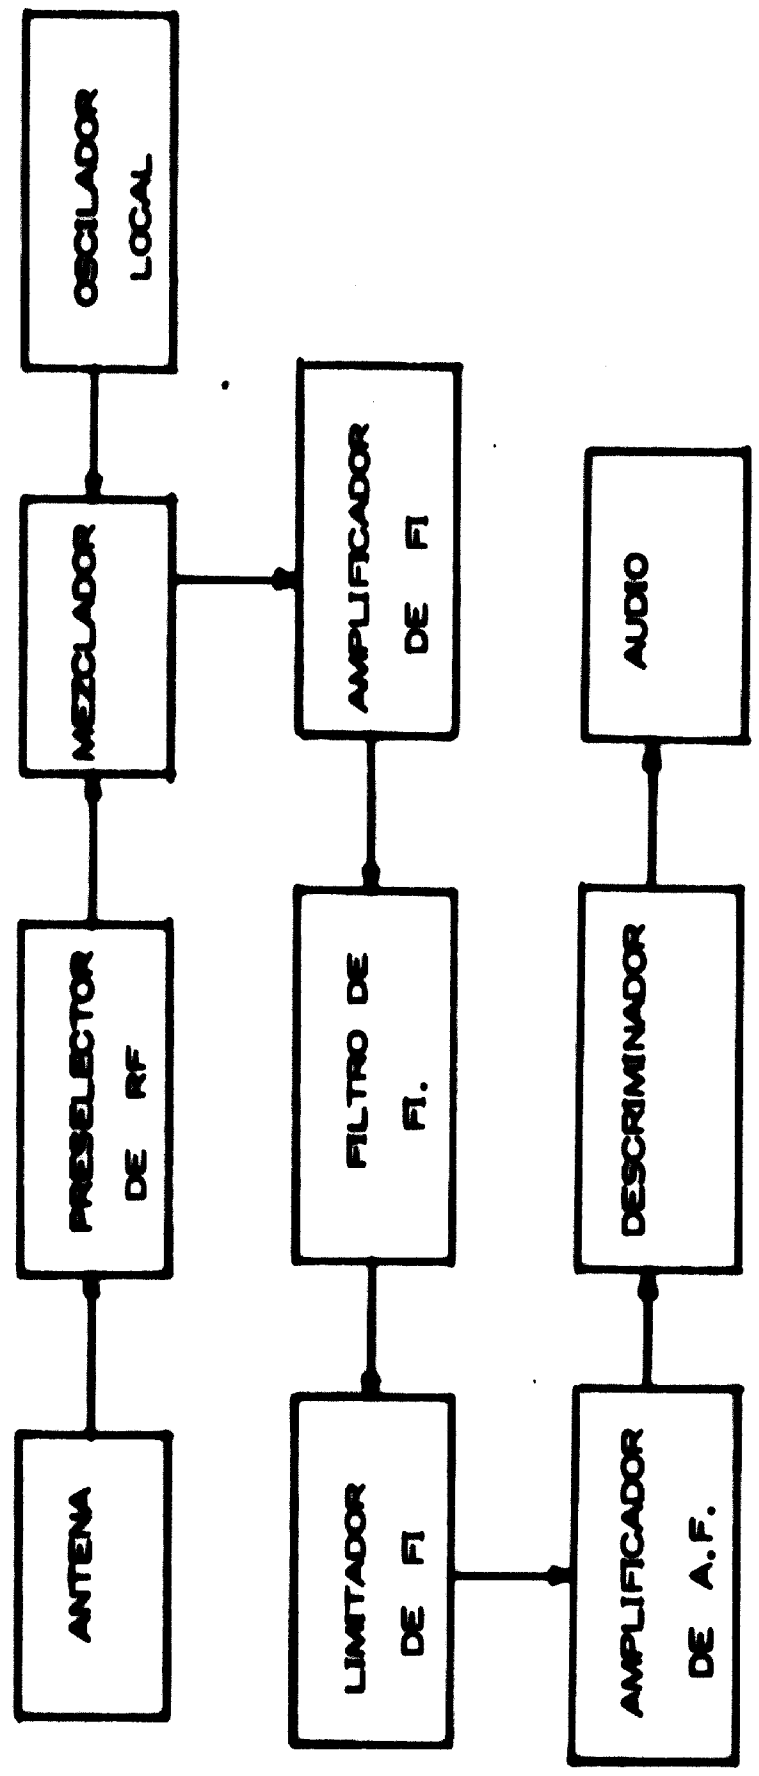 ANTENA
PRESELECTOR
DE RF
MEZCLADOR
OSCILADOR
LOCAL
LIMITADOR
DE FI
FILTRO DE
FI.
AMPLIFICADOR
DE FI
AMPLIFICADOR
DE A.F.
DESCRIMINADOR
AUDIO